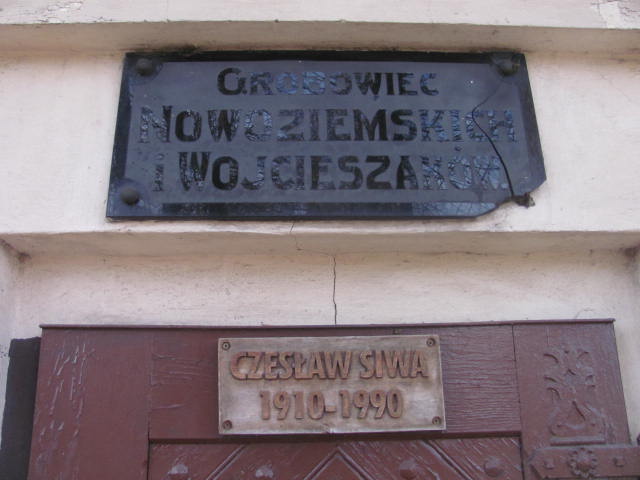 GROBOWIEC
NOWOZIEMSKICH
i WOJCIESZAKÓW
CZESŁAW SIWA
1910-1990